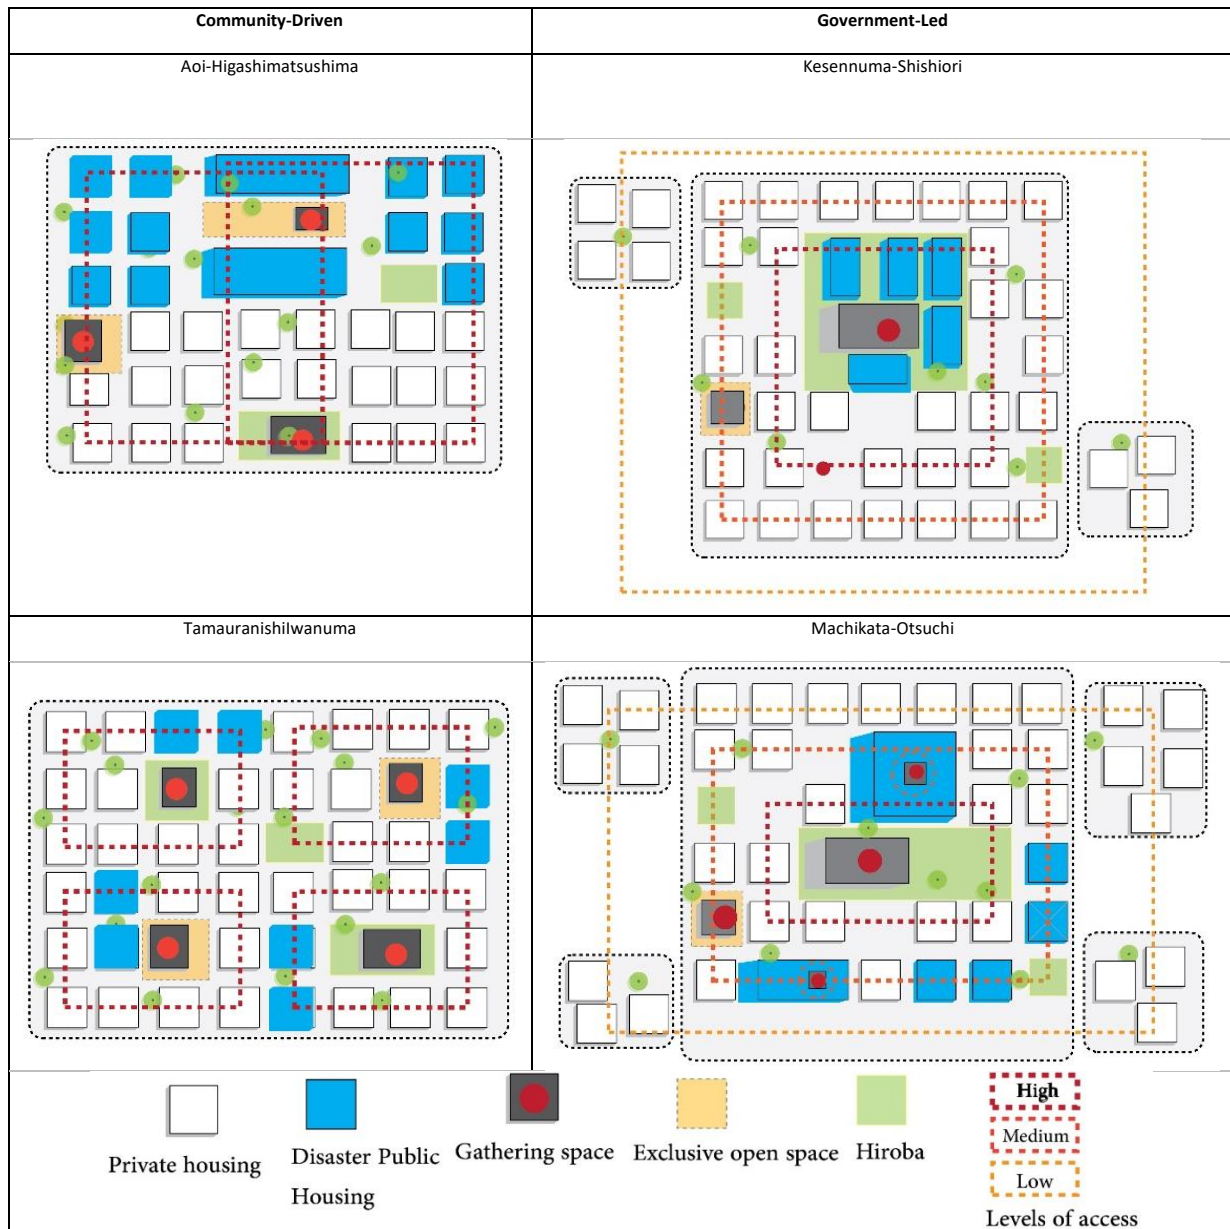 Community-Driven
Government-Led
Aoi-Higashimatsushima
Kesennuma-Shishiori
Tamauranishilwanuma
Machikata-Otsuchi
Private housing
Disaster Public
Housing
Gathering space
Exclusive open space
Hiroba
High
Medium
Low
Levels of access